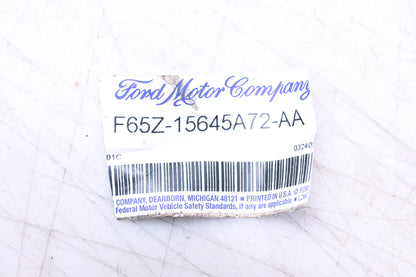 Ford Motor Company
F65Z-15645A72-AA
01C
COMPANY, DEARBORN, MICHIGAN 48121 ■ PRINTED IN U.S.A.
Federal Motor Vehicle Safety Standards, if any are applicable. ■